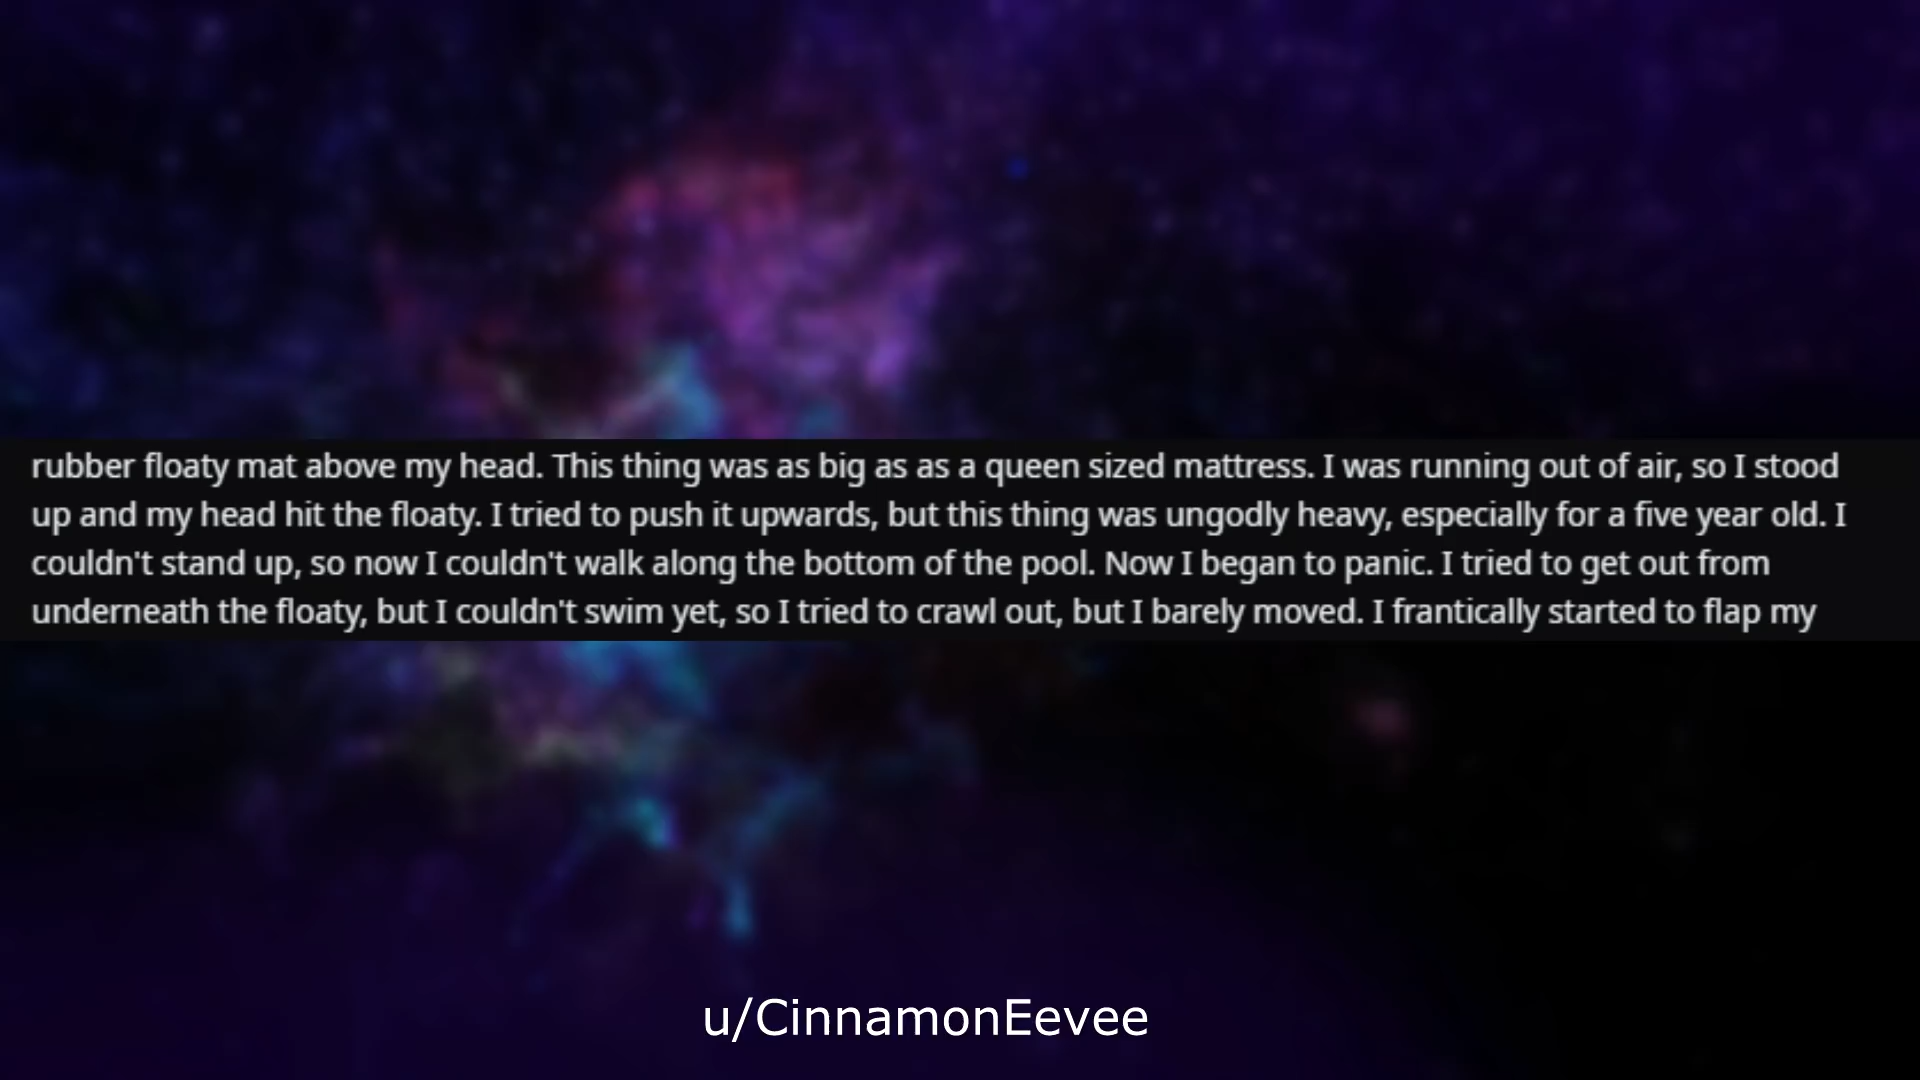 rubber floaty mat above my head. This thing was as big as as a queen sized mattress. I was running out of air, so I stood
up and my head hit the floaty. I tried to push it upwards, but this thing was ungodly heavy, especially for a five year old. I
couldn't stand up, so now I couldn't walk along the bottom of the pool. Now I began to panic. I tried to get out from
underneath the floaty, but I couldn't swim yet, so I tried to crawl out, but I barely moved. I frantically started to flap my
u/CinnamonEevee